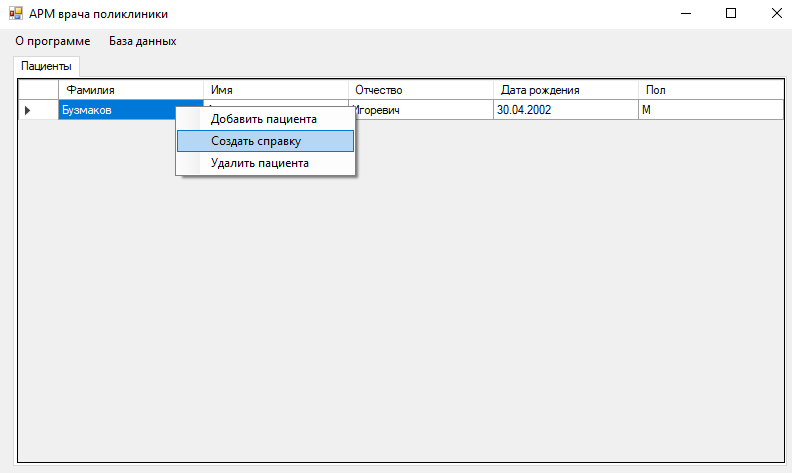 АРМ врача поликлиники
О программе База данных
Пациенты
Фамилия Имя Отчество Дата рождения Пол
Бузмаков Игоревич 30.04.2002 М
Добавить пациента
Создать справку
Удалить пациента